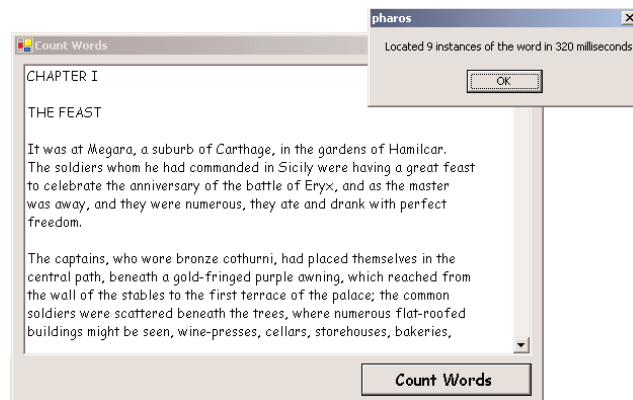 pharos
Located 9 instances of the word in 320 milliseconds
OK
Count Words
CHAPTER I
THE FEAST
It was at Megara, a suburb of Carthage, in the gardens of Hamilcar.
The soldiers whom he had commanded in Sicily were having a great feast
to celebrate the anniversary of the battle of Eryx, and as the master
was away, and they were numerous, they ate and drank with perfect
freedom.
The captains, who wore bronze cothurni, had placed themselves in the
central path, beneath a gold-fringed purple awning, which reached from
the wall of the stables to the first terrace of the palace; the common
soldiers were scattered beneath the trees, where numerous flat-roofed
buildings might be seen, wine-presses, cellars, storehouses, bakeries,
Count Words